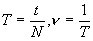 T = t/N, ν = 1/T